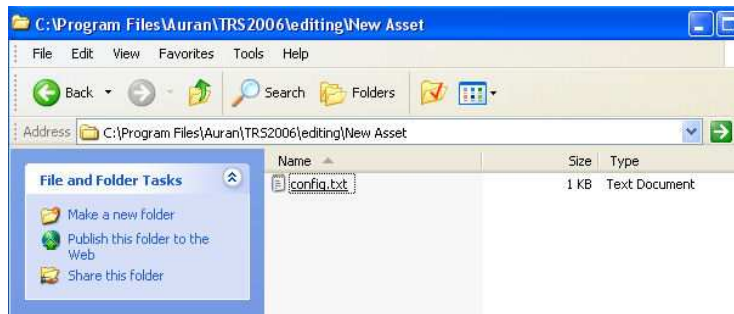 C:\Program Files\Auran\TRS2006\editing\New Asset
File Edit View Favorites Tools Help
Back Search Folders
Address C:\Program Files\Auran\TRS2006\editing\New Asset
Name Size Type
File and Folder Tasks
config.txt 1 KB Text Document
Make a new folder
Publish this folder to the
Web
Share this folder